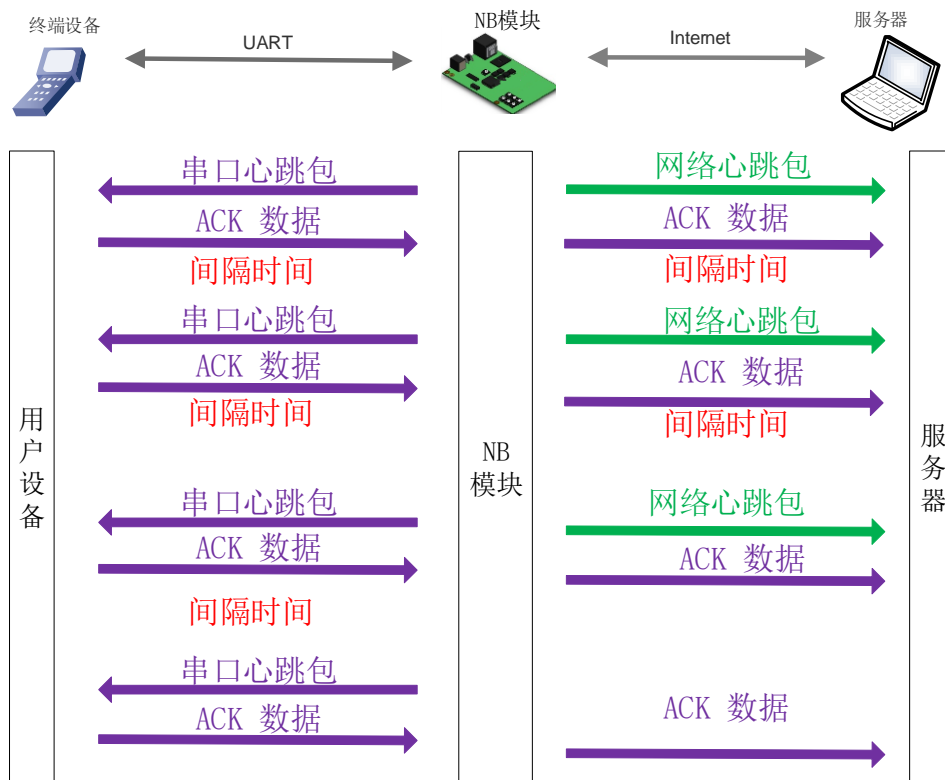 终端设备
UART
NB模块
Internet
服务器
串口心跳包
网络心跳包
ACK 数据
ACK 数据
间隔时间
间隔时间
串口心跳包
网络心跳包
ACK 数据
ACK 数据
间隔时间
间隔时间
用户设备
NB
模块
服务器
串口心跳包
网络心跳包
ACK 数据
ACK 数据
间隔时间
串口心跳包
ACK 数据
ACK 数据